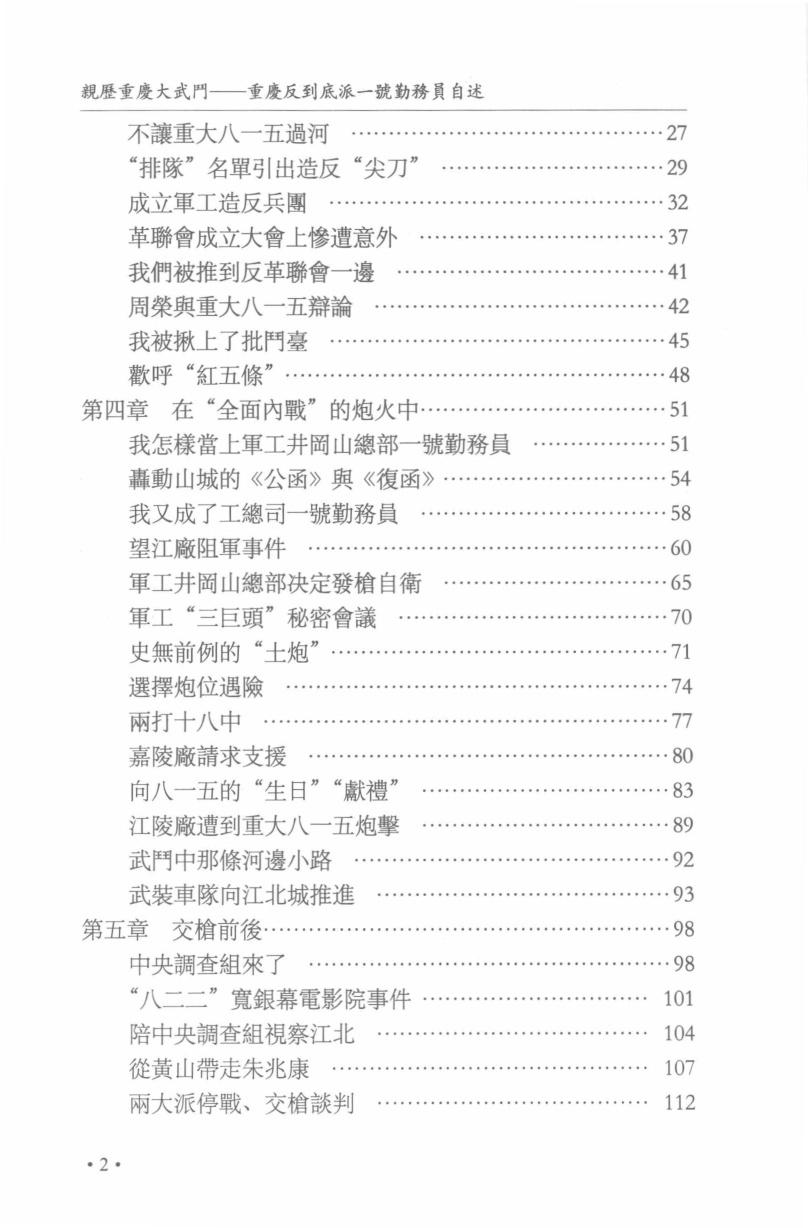 親歷重慶大武鬥——重慶反到底派一號勤務員自述
不讓重大八一五過河 ……………………………………27
“排隊”名單引出造反“尖刀” …………………………29
成立軍工造反兵團 ………………………………………32
革聯會成立大會上慘遭意外 ……………………………37
我們被推到反革聯會一邊 ………………………………41
周榮與重大八一五辯論 …………………………………42
我被揪上了批鬥臺 ………………………………………45
歡呼“紅五條”……………………………………………48
第四章 在“全面內戰”的炮火中……………………………51
我怎樣當上軍工井岡山總部一號勤務員 ………………51
轟動山城的《公函》與《復函》…………………………54
我又成了工總司一號勤務員 ……………………………58
望江廠阻軍事件 …………………………………………60
軍工井岡山總部决定發槍自衛 …………………………65
軍工“三巨頭”秘密會議 ………………………………70
史無前例的“土炮”………………………………………71
選擇炮位遇險 ……………………………………………74
兩打十八中 ………………………………………………77
嘉陵廠請求支援 …………………………………………80
向八一五的“生日”“獻禮” ……………………………83
江陵廠遭到重大八一五炮擊 ……………………………89
武鬥中那條河邊小路 ……………………………………92
武裝車隊向江北城推進 …………………………………93
第五章 交槍前後………………………………………………98
中央調查組來了 …………………………………………98
“八二二”寬銀幕電影院事件 ………………………… 101
陪中央調查組視察江北 ……………………………… 104
從黃山帶走朱兆康 …………………………………… 107
兩大派停戰、交槍談判 ……………………………… 112
·2·